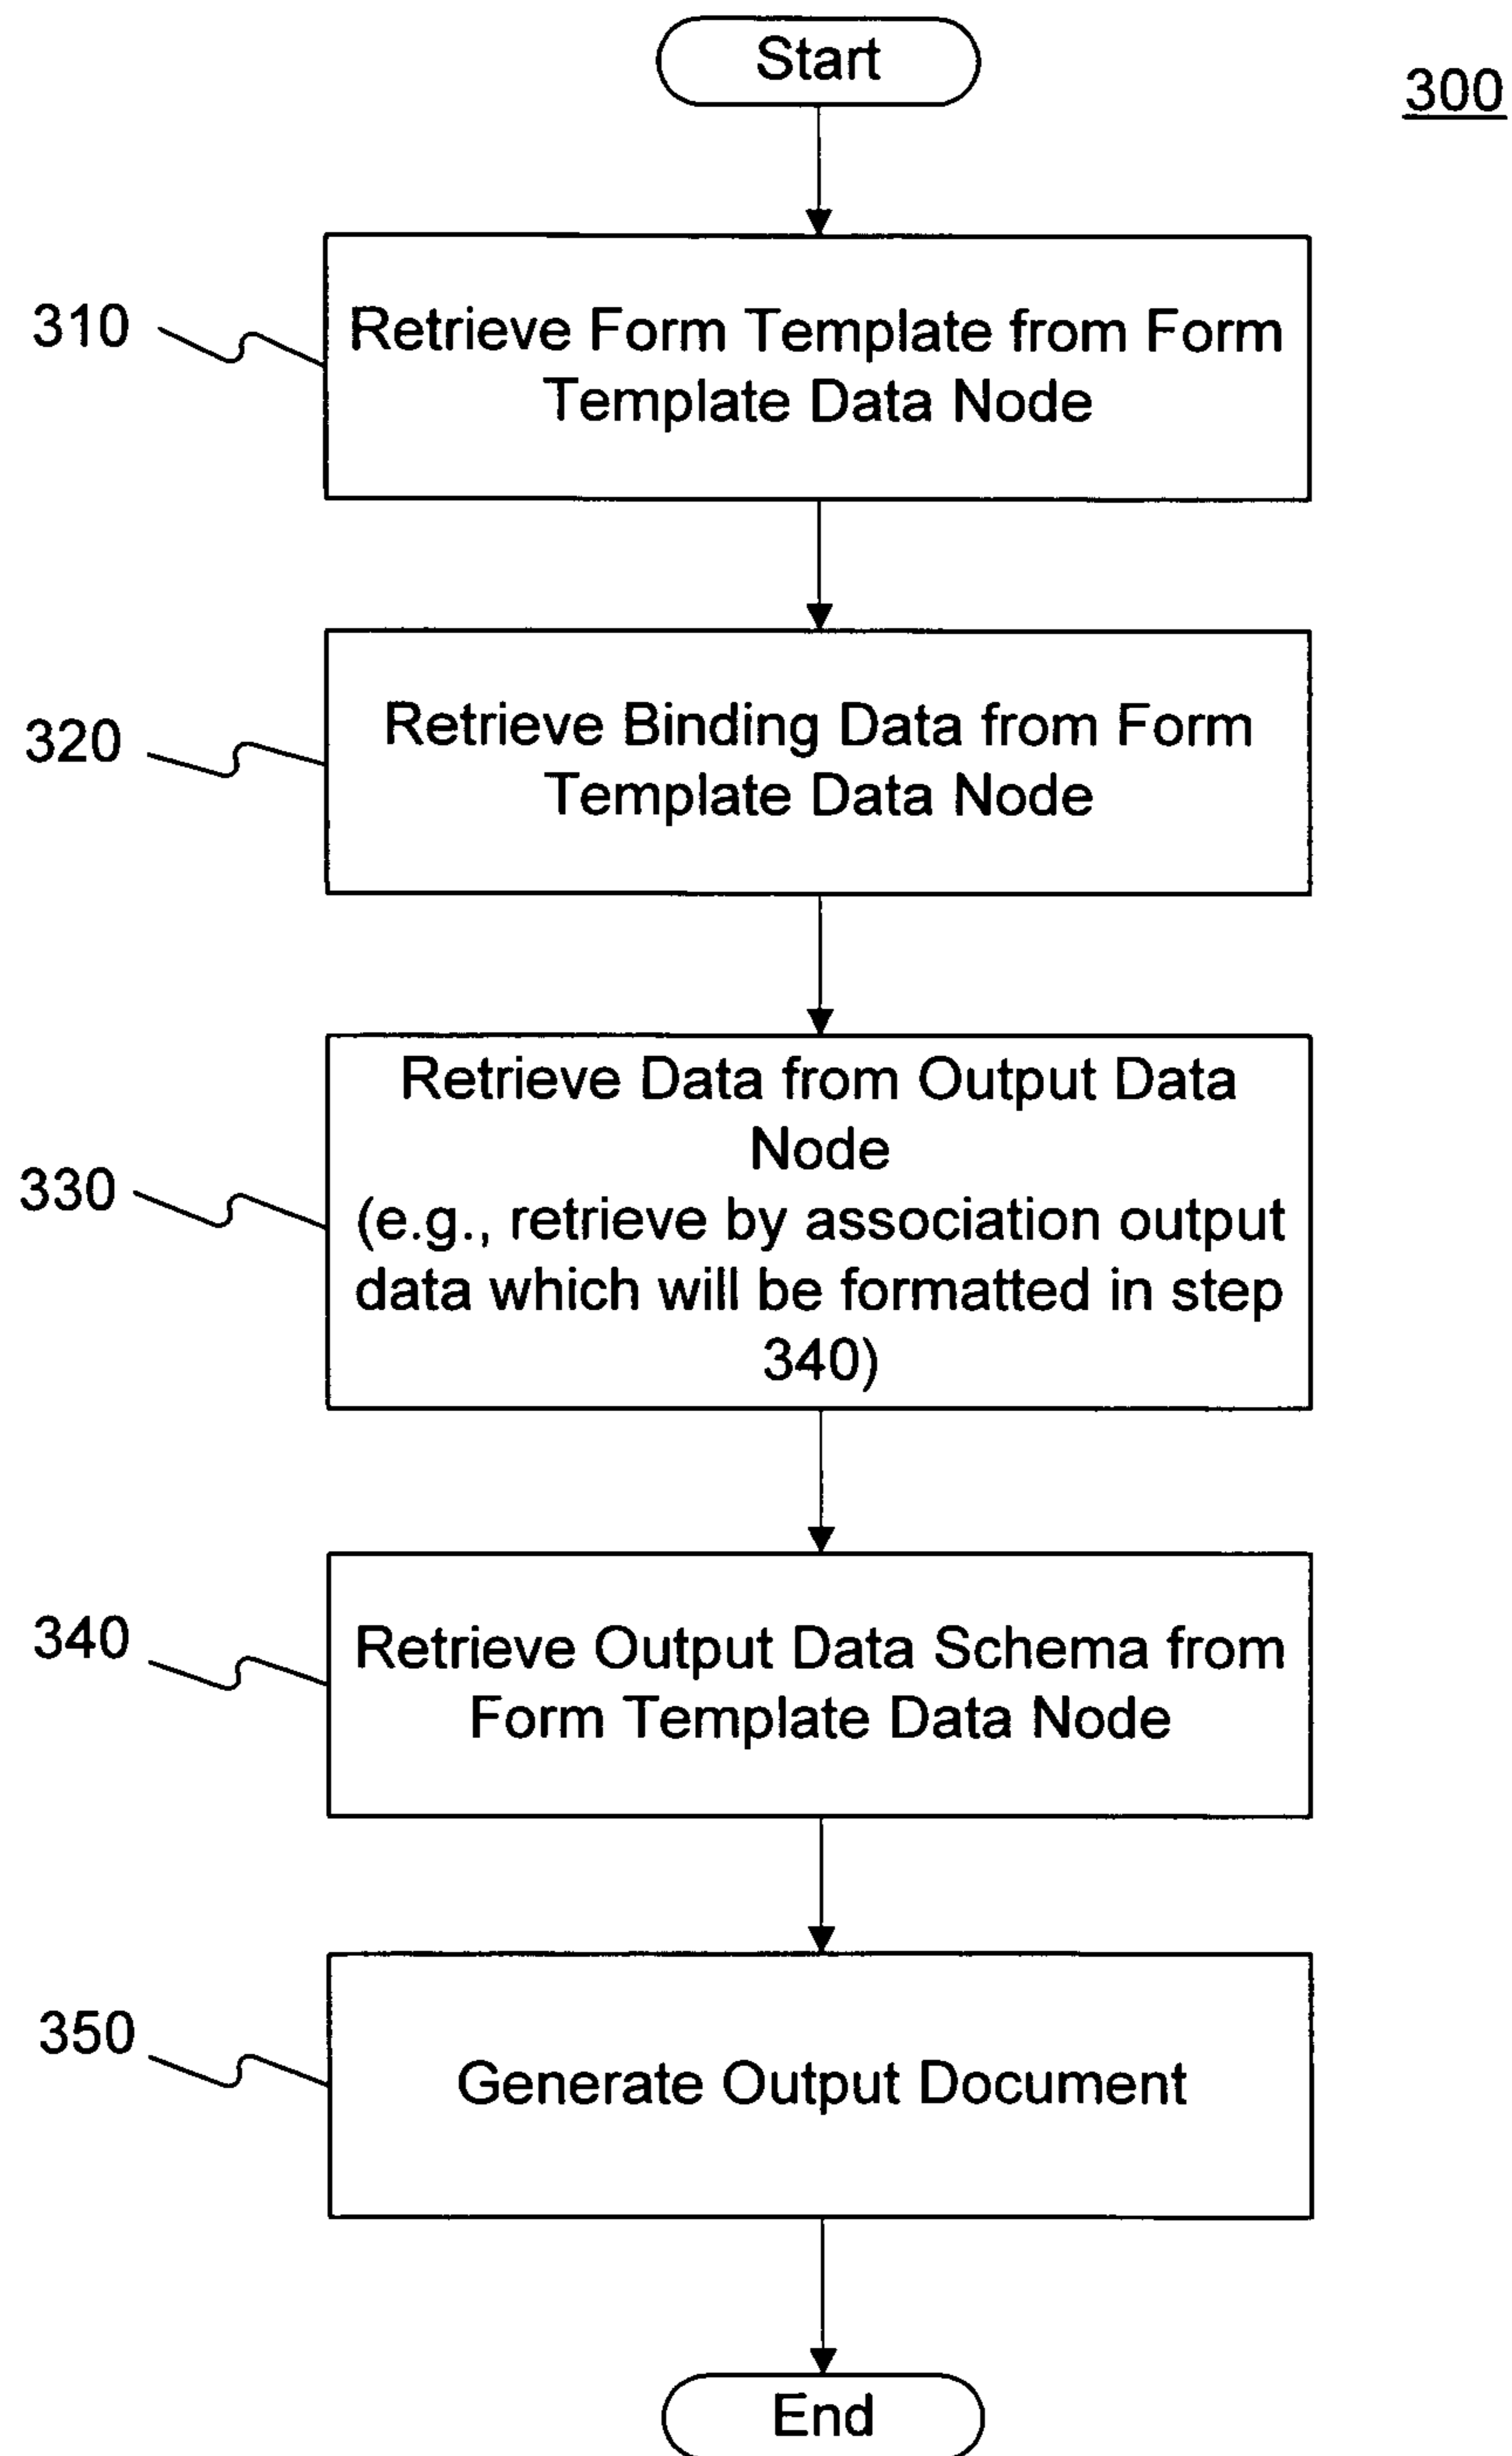 Start
300
310
Retrieve Form Template from Form
Template Data Node
320
Retrieve Binding Data from Form
Template Data Node
330
Retrieve Data from Output Data
Node
(e.g., retrieve by association output
data which will be formatted in step
340)
340
Retrieve Output Data Schema from
Form Template Data Node
350
Generate Output Document
End